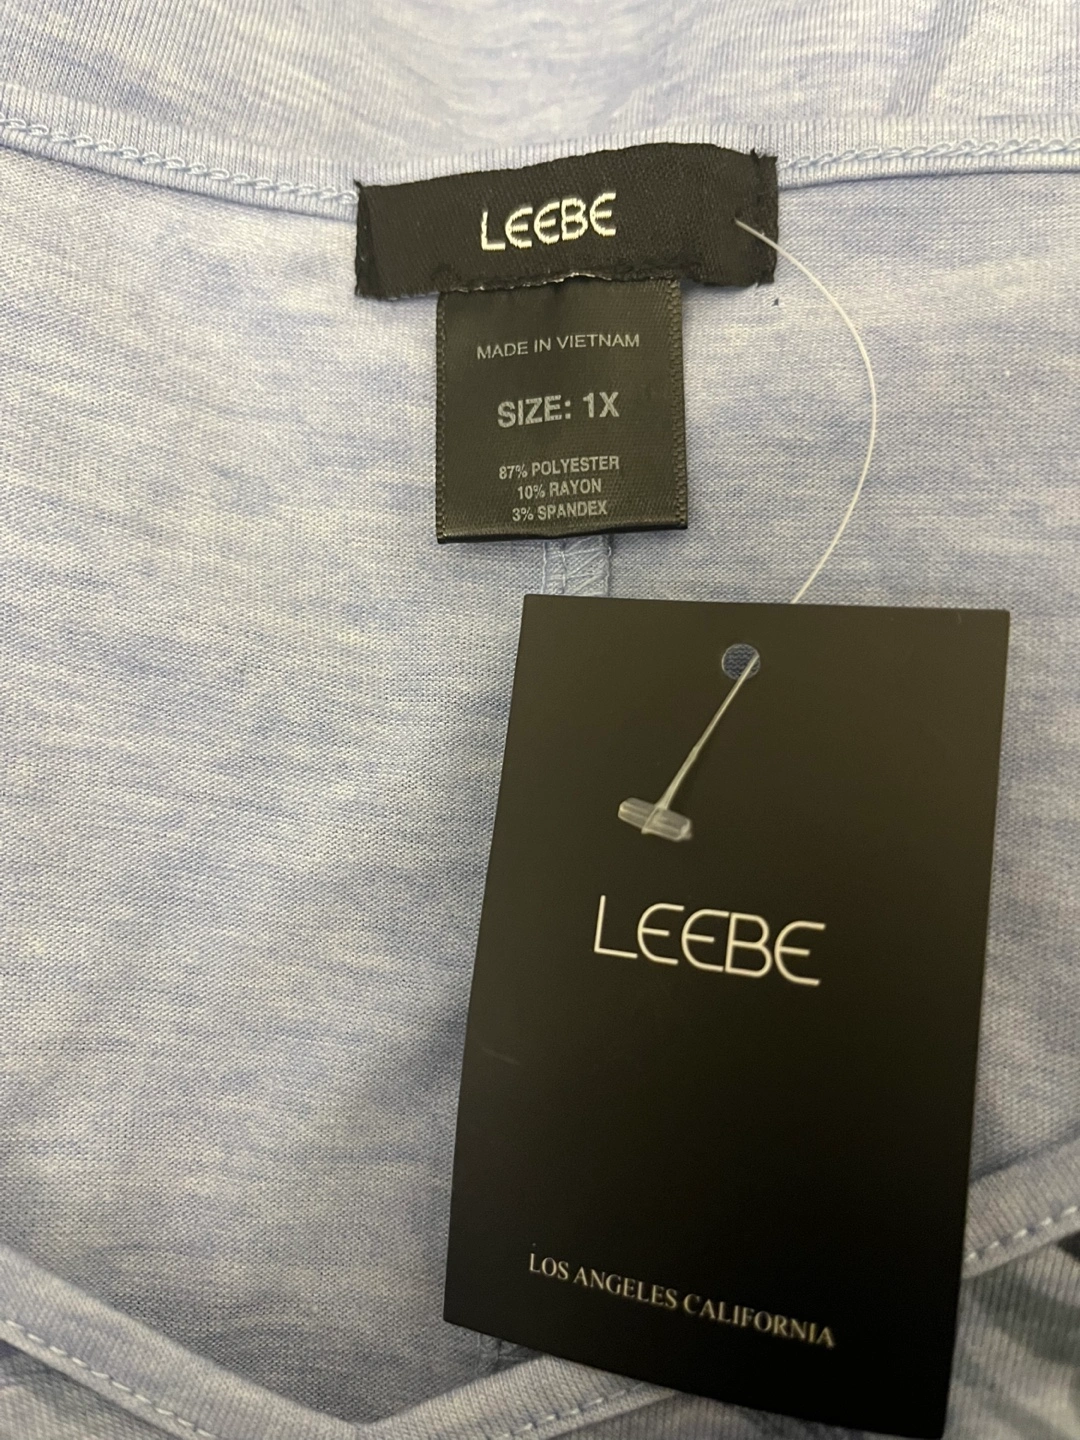 LEEBE
MADE IN VIETNAM
SIZE: 1X
87% POLYESTER
10% RAYON
3% SPANDEX
LEEBE
LOS ANGELES CALIFORNIA